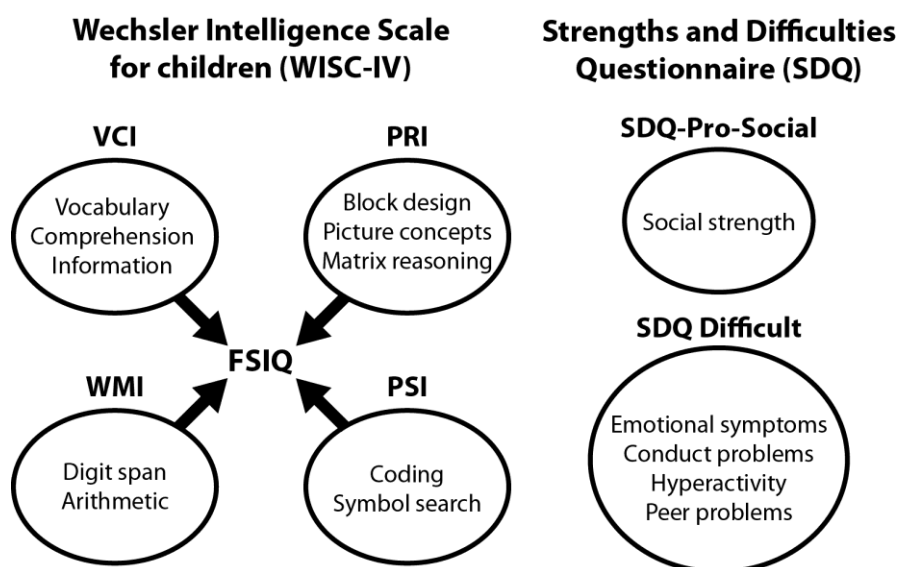 Wechsler Intelligence Scale
for children (WISC-IV)
VCI
Vocabulary
Comprehension
Information
PRI
Block design
Picture concepts
Matrix reasoning
FSIQ
WMI
Digit span
Arithmetic
PSI
Coding
Symbol search
Strengths and Difficulties
Questionnaire (SDQ)
SDQ-Pro-Social
Social strength
SDQ Difficult
Emotional symptoms
Conduct problems
Hyperactivity
Peer problems